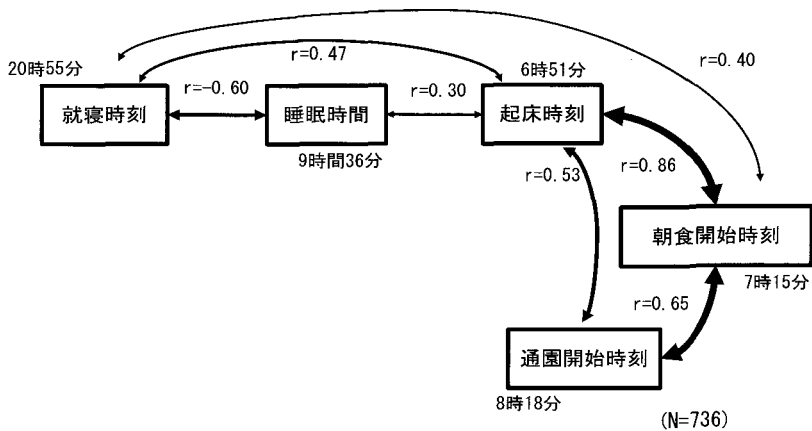 r=0.47
r=0.40
20時55分
6時51分
就寝時刻
r=-0.60
睡眠時間
r=0.30
起床時刻
9時間36分
r=0.53
r=0.86
朝食開始時刻
7時15分
r=0.65
通園開始時刻
8時18分
(N=736)